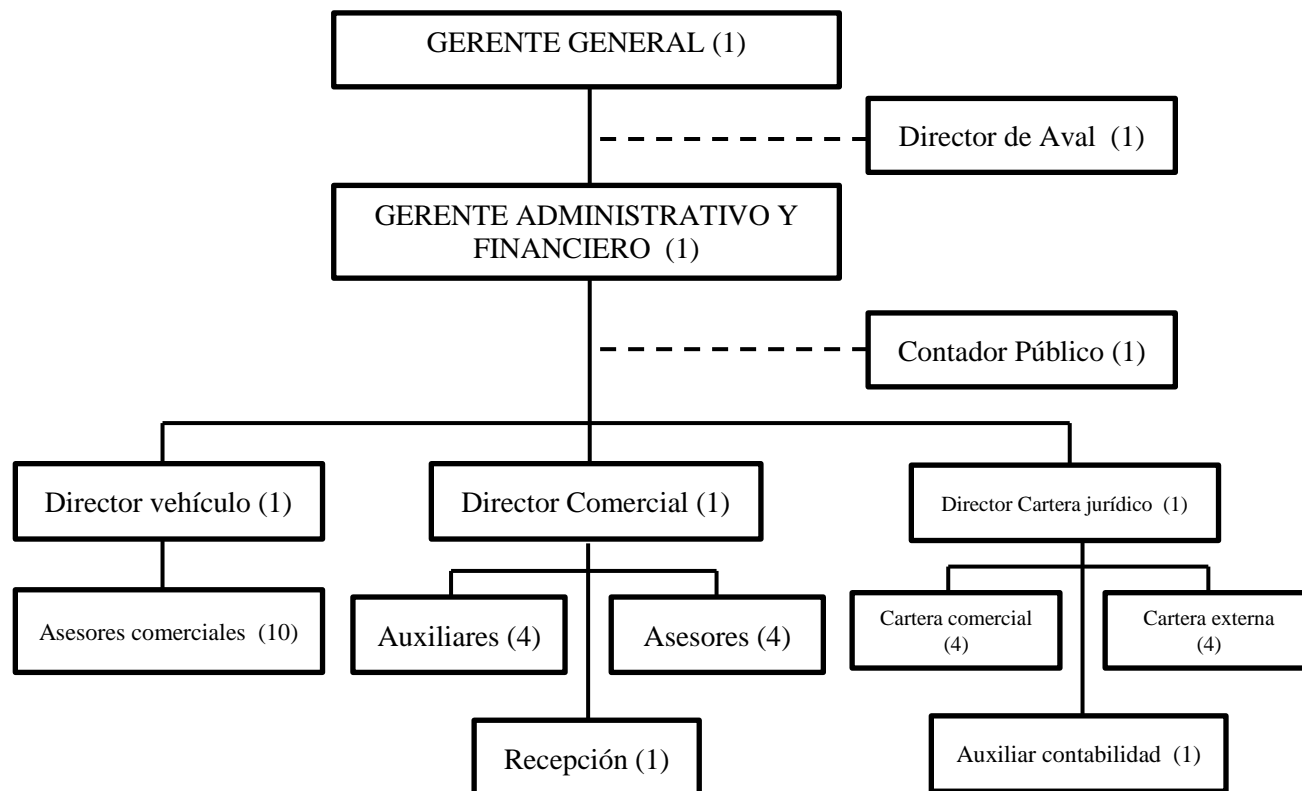 GERENTE GENERAL (1)
Director de Aval (1)
GERENTE ADMINISTRATIVO Y
FINANCIERO (1)
Contador Público (1)
Director vehículo (1)
Director Comercial (1)
Director Cartera jurídico (1)
Asesores comerciales (10)
Auxiliares (4)
Asesores (4)
Cartera comercial
(4)
Cartera externa
(4)
Recepción (1)
Auxiliar contabilidad (1)